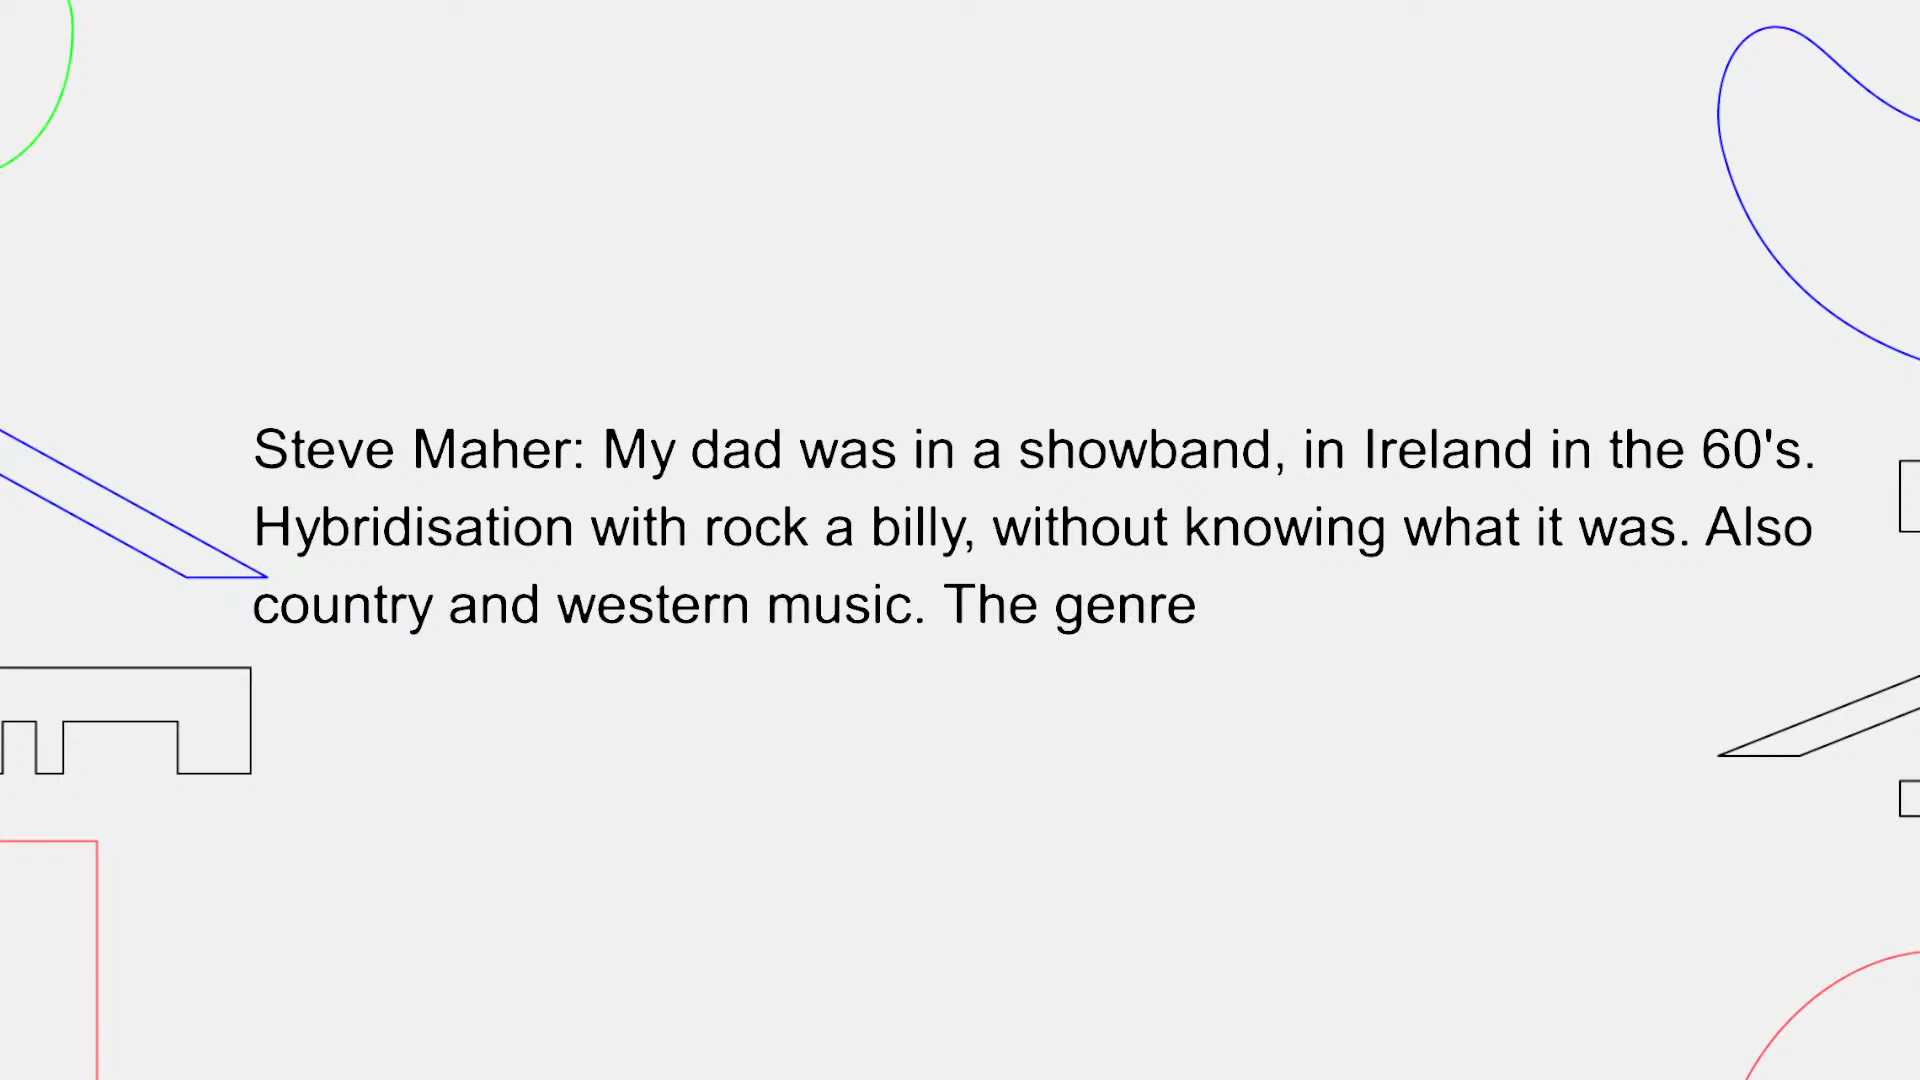 Steve Maher: My dad was in a showband, in Ireland in the 60's.
Hybridisation with rock a billy, without knowing what it was. Also
country and western music. The genre